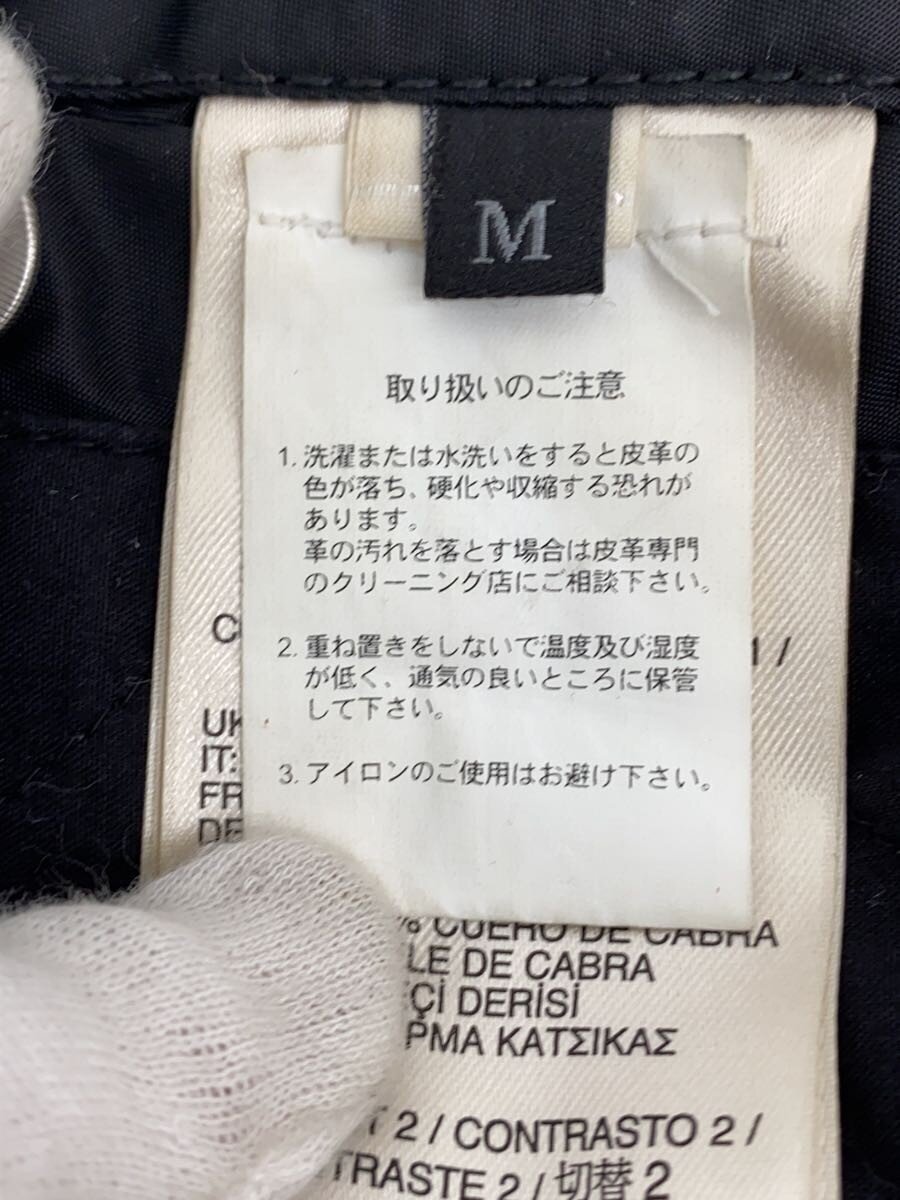 M
取り扱いのご注意
1. 洗濯または水洗いをすると皮革の
色が落ち、硬化や収縮する恐れが
あります。
革の汚れを落とす場合は皮革専門
のクリーニング店にご相談下さい。
2. 重ね置きをしないで温度及び湿度
が低く、通気の良いところに保管
して下さい。
3. アイロンのご使用はお避け下さい。
1 /
UK
IT:
FR
DE
% CUERO DE CABRA
LE DE CABRA
Çİ DERİSİ
ΡΜΑ ΚΑΤΣΙΚΑΣ
T 2 / CONTRASTO 2 /
TRASTE 2 / 切替 2